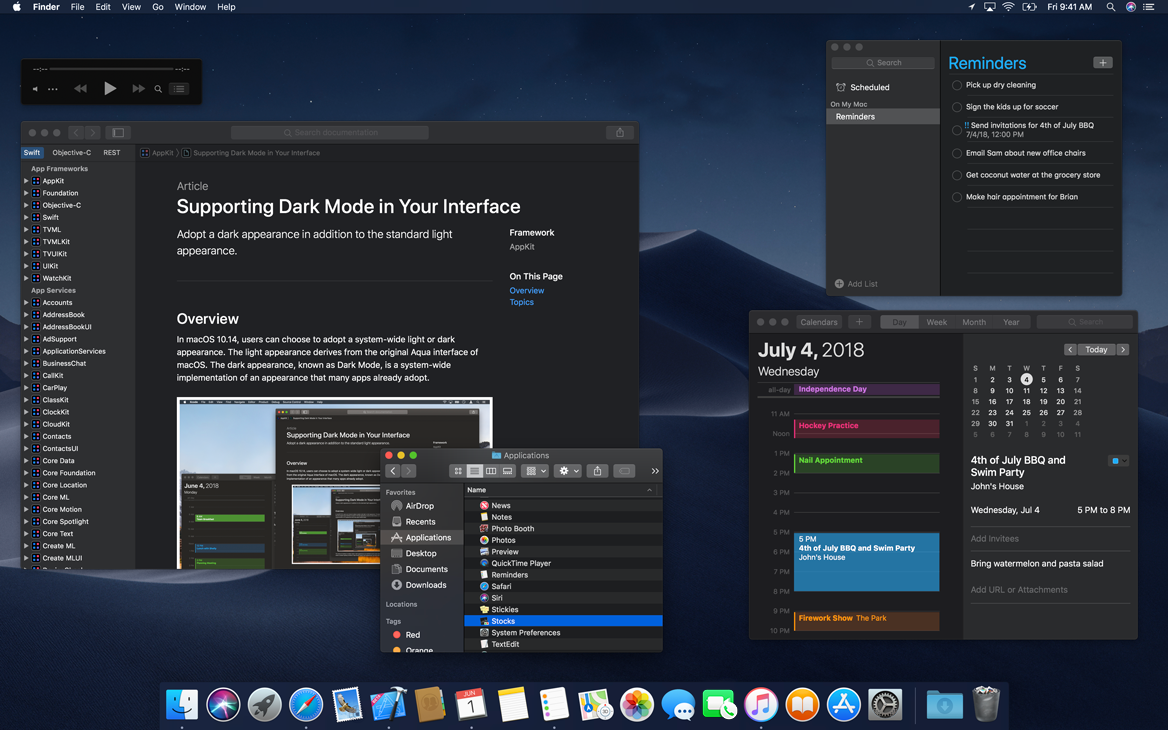 Finder File Edit View Go Window Help
Fri 9:41 AM
--:-- --:--
Search documentation
Swift Objective-C REST
AppKit Supporting Dark Mode in Your Interface
App Frameworks
AppKit
Foundation
Objective-C
Swift
TVML
TVMLKit
TVUIKit
UIKit
WatchKit
App Services
Accounts
AddressBook
AddressBookUI
AdSupport
ApplicationServices
BusinessChat
CallKit
CarPlay
ClassKit
ClockKit
CloudKit
Contacts
ContactsUI
Core Data
Core Foundation
Core Location
Core ML
Core Motion
Core Spotlight
Core Text
Create ML
Create MLUI
Article
Supporting Dark Mode in Your Interface
Adopt a dark appearance in addition to the standard light
appearance.
Framework
AppKit
On This Page
Overview
Topics
Overview
In macOS 10.14, users can choose to adopt a system-wide light or dark
appearance. The light appearance derives from the original Aqua interface of
macOS. The dark appearance, known as Dark Mode, is a system-wide
implementation of an appearance that many apps already adopt.
Supporting Dark Mode in Your Interface
Overview
June 4, 2018
Monday
Applications
Favorites
AirDrop
Recents
Applications
Desktop
Documents
Downloads
Locations
Tags
Red
Orange
Name
News
Notes
Photo Booth
Photos
Preview
QuickTime Player
Reminders
Safari
Siri
Stickies
Stocks
System Preferences
TextEdit
Search
Scheduled
On My Mac
Reminders
Add List
Reminders
Pick up dry cleaning
Sign the kids up for soccer
!! Send invitations for 4th of July BBQ
7/4/18, 12:00 PM
Email Sam about new office chairs
Get coconut water at the grocery store
Make hair appointment for Brian
Calendars + Day Week Month Year Search
July 4, 2018
Wednesday
all-day Independence Day
11 AM
Hockey Practice
Noon
1 PM
Nail Appointment
2 PM
3 PM
4 PM
5 PM
5 PM
4th of July BBQ and Swim Party
John's House
6 PM
7 PM
8 PM
9 PM
Firework Show The Park
10 PM
Today
S M T W T F S
1 2 3 4 5 6 7
8 9 10 11 12 13 14
15 16 17 18 19 20 21
22 23 24 25 26 27 28
29 30 31 1 2 3 4
5 6 7 8 9 10 11
4th of July BBQ and
Swim Party
John's House
Wednesday, Jul 4 5 PM to 8 PM
Add Invitees
Bring watermelon and pasta salad
Add URL or Attachments
JUN
1